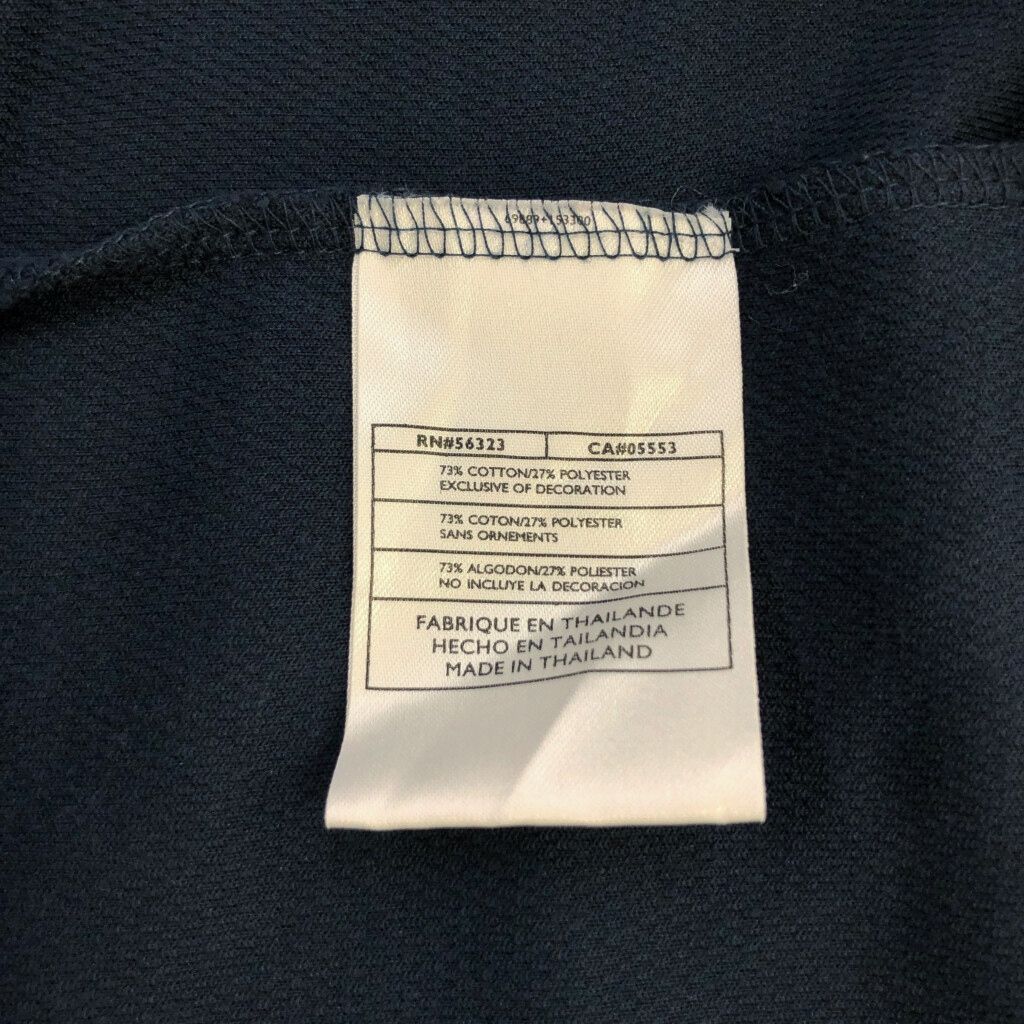 RN#56323
CA#05553
73% COTTON/27% POLYESTER
EXCLUSIVE OF DECORATION
73% COTON/27% POLYESTER
SANS ORNEMENTS
73% ALGODON/27% POLIESTER
NO INCLUYE LA DECORACION
FABRIQUE EN THAILANDE
HECHO EN TAILANDIA
MADE IN THAILAND